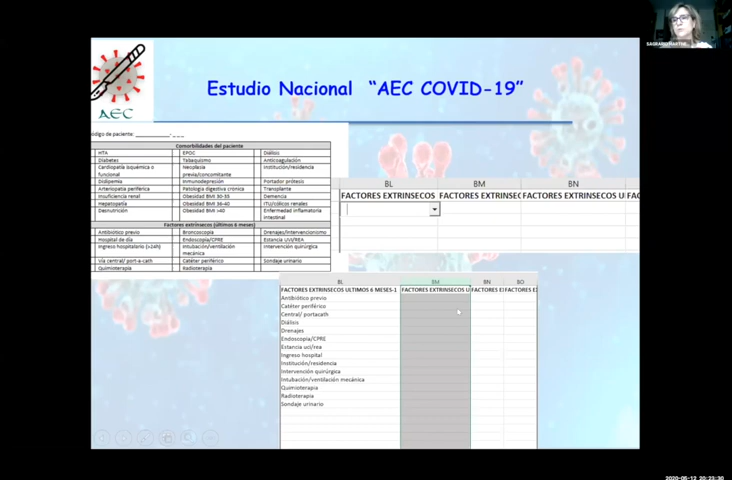 Estudio Nacional "AEC COVID-19"
AEC
SAGRARIO MARTINE
ódigo de paciente:
Comorbilidades del paciente
HTA EPOC Diálisis
Diabetes Tabaquismo Anticoagulación
Cardiopatía isquémica o funcional Neoplasia previa/concomitante Institución/residencia
Dislipemia Inmunodepresión Portador prótesis
Arteriopatía periférica Patología digestiva crónica Transplante
Insuficiencia renal Obesidad BMI 30-35 Demencia
Hepatopatía Obesidad BMI 36-40 ITU/cólicos renales
Desnutrición Obesidad BMI >40 Enfermedad inflamatoria intestinal
Factores extrínsecos (últimos 6 meses)
Antibiótico previo Broncoscopia Drenajes/intervencionismo
Hospital de día Endoscopia/CPRE Estancia UVI/REA
Ingreso hospitalario (>24h) Intubación/ventilación mecánica Intervención quirúrgica
Vía central/ port-a-cath Catéter periférico Sondaje urinario
Quimioterapia Radioterapia
BL BM BN
FACTORES EXTRINSECOS FACTORES EXTRINSEC FACTORES EXTRINSECOS U FAC
BL BM BN BO
FACTORES EXTRINSECOS ULTIMOS 6 MESES-1 FACTORES EXTRINSECOS U FACTORES E FACTORES E
Antibiótico previo
Catéter periférico
Central/ portacath
Diálisis
Drenajes
Endoscopia/CPRE
Estancia uci/rea
Ingreso hospital
Institución/residencia
Intervención quirúrgica
Intubación/ventilación mecánica
Quimioterapia
Radioterapia
Sondaje urinario
2020-05-12 20:23:30